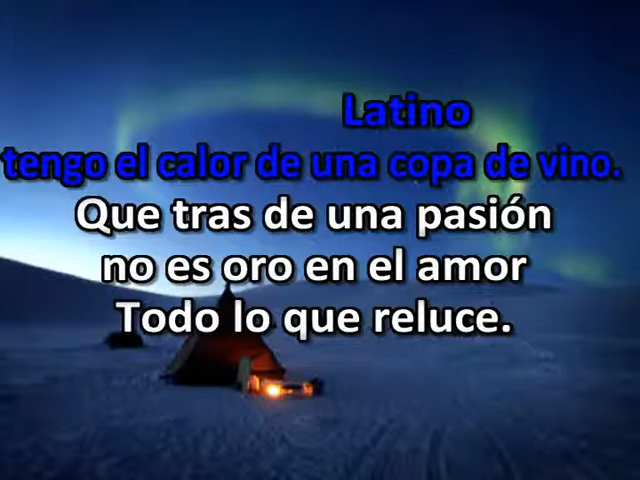 Latino
tengo el calor de una copa de vino.
Que tras de una pasión
no es oro en el amor
Todo lo que reluce.